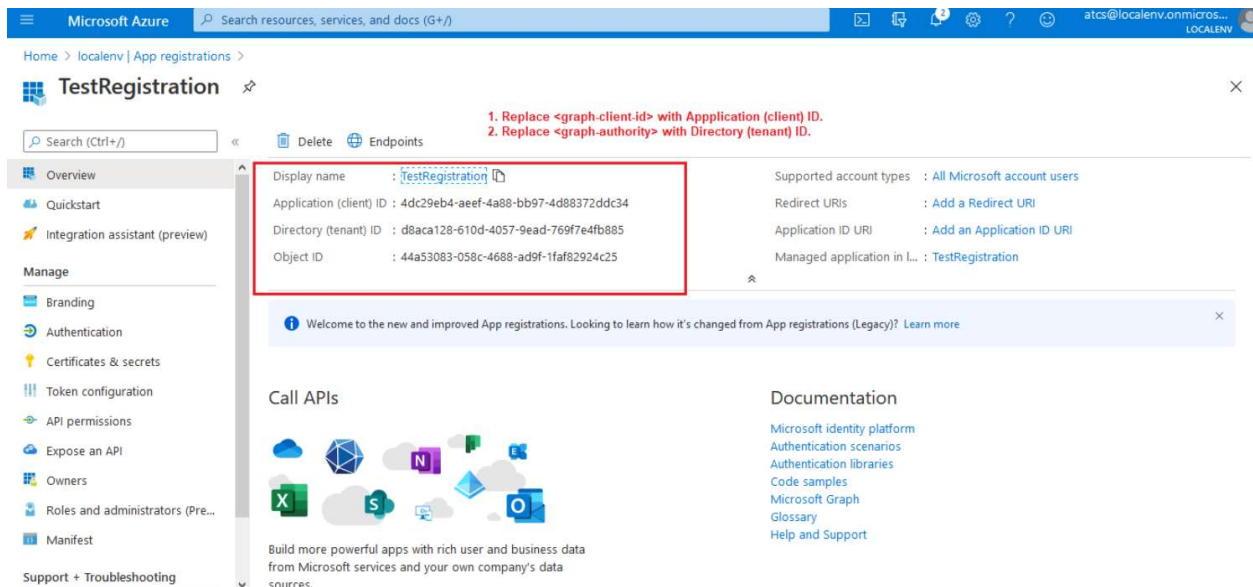 Microsoft Azure
Search resources, services, and docs (G+/)
2
atcs@localenv.onmicros...
LOCALENV
Home > localenv | App registrations >
TestRegistration
1. Replace <graph-client-id> with Appplication (client) ID.
2. Replace <graph-authority> with Directory (tenant) ID.
Search (Ctrl+/)
«
Delete
Endpoints
Overview
Quickstart
Integration assistant (preview)
Manage
Branding
Authentication
Certificates & secrets
Token configuration
API permissions
Expose an API
Owners
Roles and administrators (Pre...
Manifest
Support + Troubleshooting
Display name : TestRegistration
Application (client) ID : 4dc29eb4-aeef-4a88-bb97-4d88372ddc34
Directory (tenant) ID : d8aca128-610d-4057-9ead-769f7e4fb885
Object ID : 44a53083-058c-4688-ad9f-1faf82924c25
Supported account types : All Microsoft account users
Redirect URIs : Add a Redirect URI
Application ID URI : Add an Application ID URI
Managed application in l... : TestRegistration
Welcome to the new and improved App registrations. Looking to learn how it's changed from App registrations (Legacy)? Learn more
Call APIs
N
X
S
O
Build more powerful apps with rich user and business data
from Microsoft services and your own company's data
sources.
Documentation
Microsoft identity platform
Authentication scenarios
Authentication libraries
Code samples
Microsoft Graph
Glossary
Help and Support